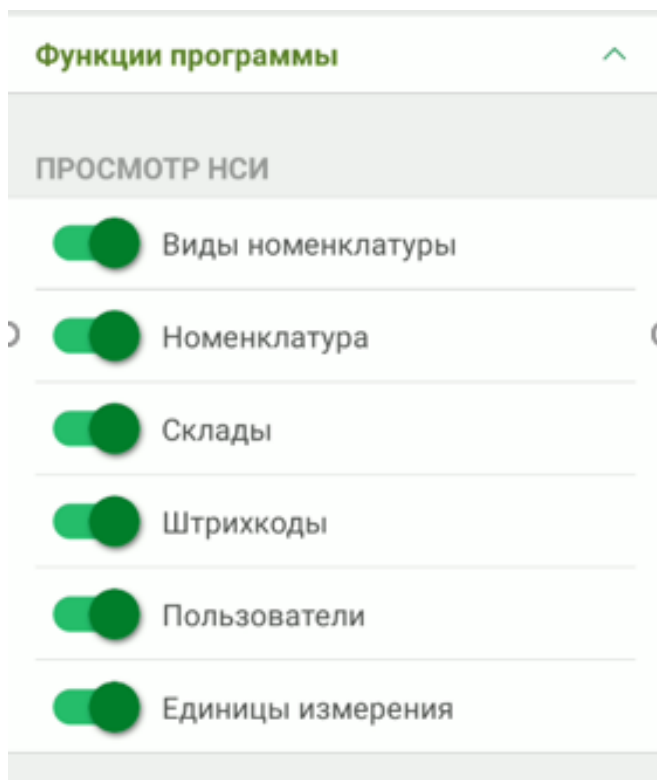 Функции программы
ПРОСМОТР НСИ
Виды номенклатуры
Номенклатура
Склады
Штрихкоды
Пользователи
Единицы измерения